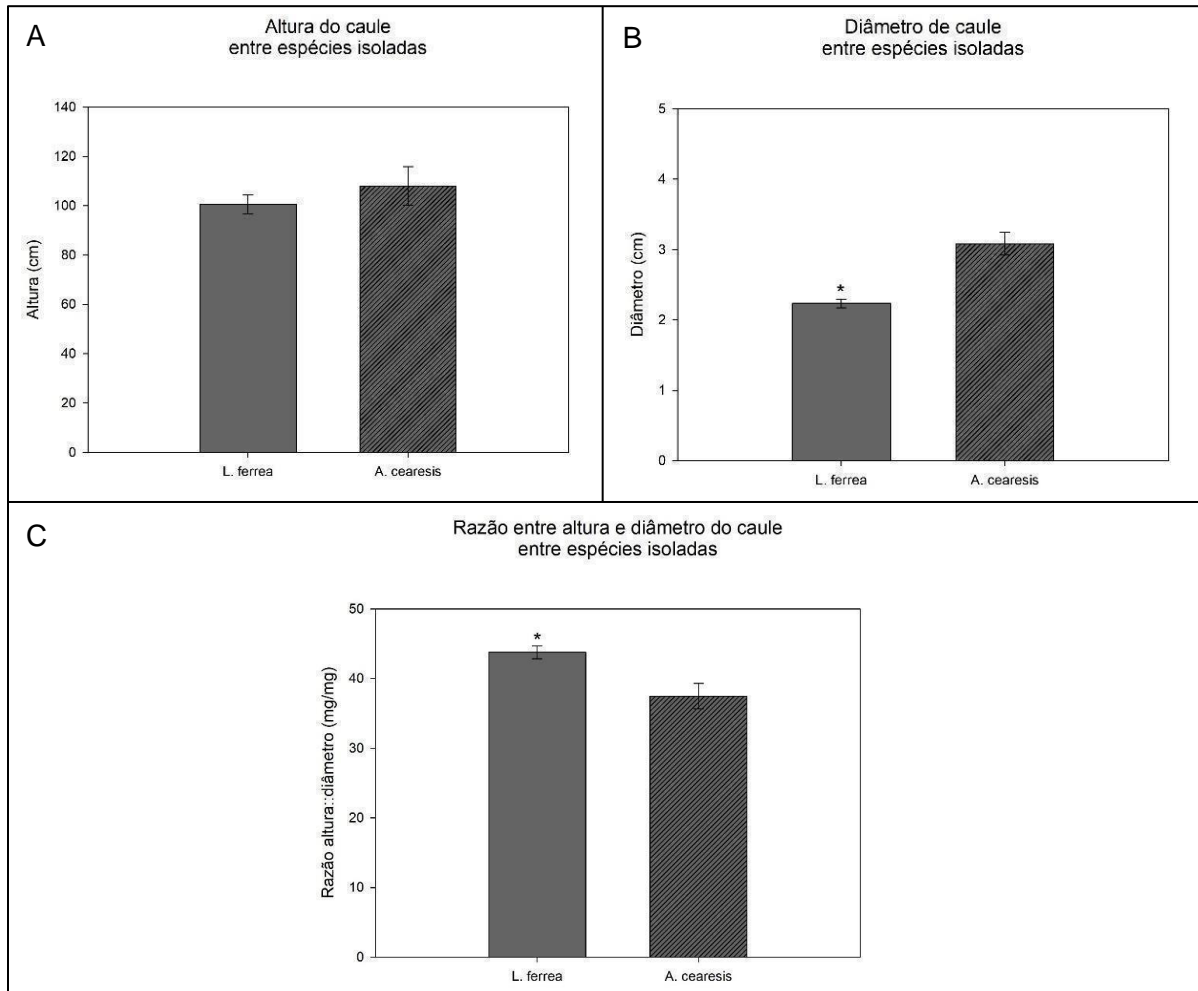 A
Altura do caule
entre espécies isoladas
Altura (cm)
140
120
100
80
60
40
20
0
L. ferrea
A. cearesis
B
Diâmetro de caule
entre espécies isoladas
Diâmetro (cm)
5
4
3
2
1
0
*
L. ferrea
A. cearesis
C
Razão entre altura e diâmetro do caule
entre espécies isoladas
Razão altura::diâmetro (mg/mg)
50
40
30
20
10
0
*
L. ferrea
A. cearesis